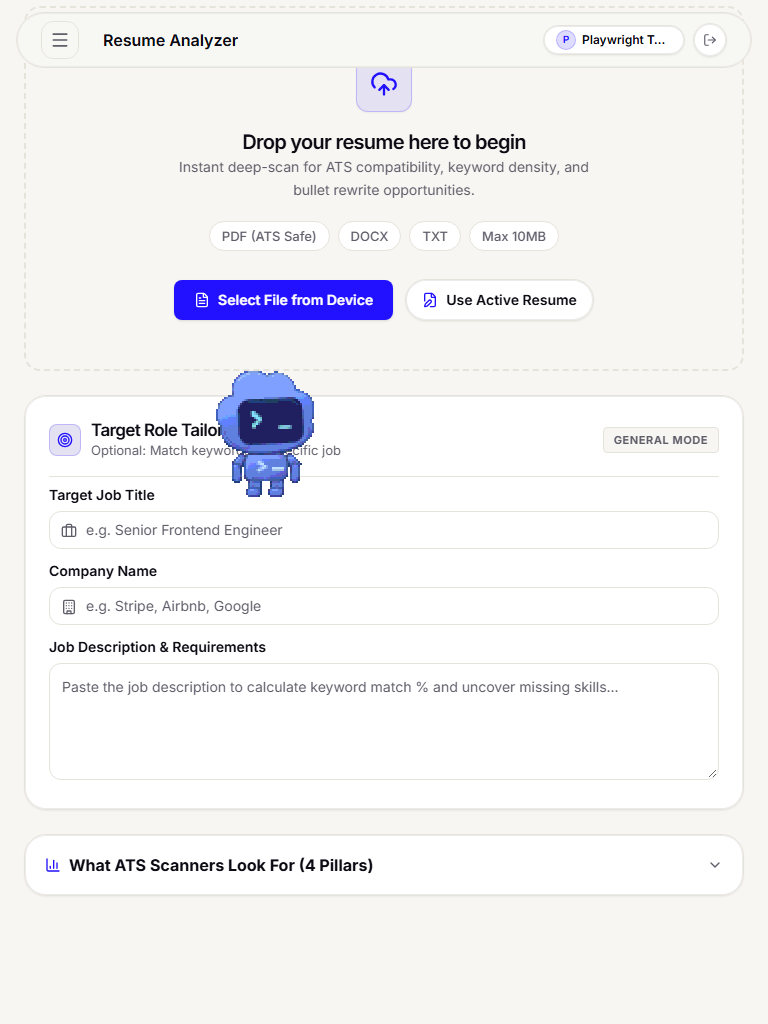 Resume Analyzer
P Playwright T...
Drop your resume here to begin
Instant deep-scan for ATS compatibility, keyword density, and
bullet rewrite opportunities.
PDF (ATS Safe) DOCX TXT Max 10MB
Select File from Device Use Active Resume
Target Role Tailor
Optional: Match keywor cific job
GENERAL MODE
Target Job Title
e.g. Senior Frontend Engineer
Company Name
e.g. Stripe, Airbnb, Google
Job Description & Requirements
Paste the job description to calculate keyword match % and uncover missing skills...
What ATS Scanners Look For (4 Pillars)